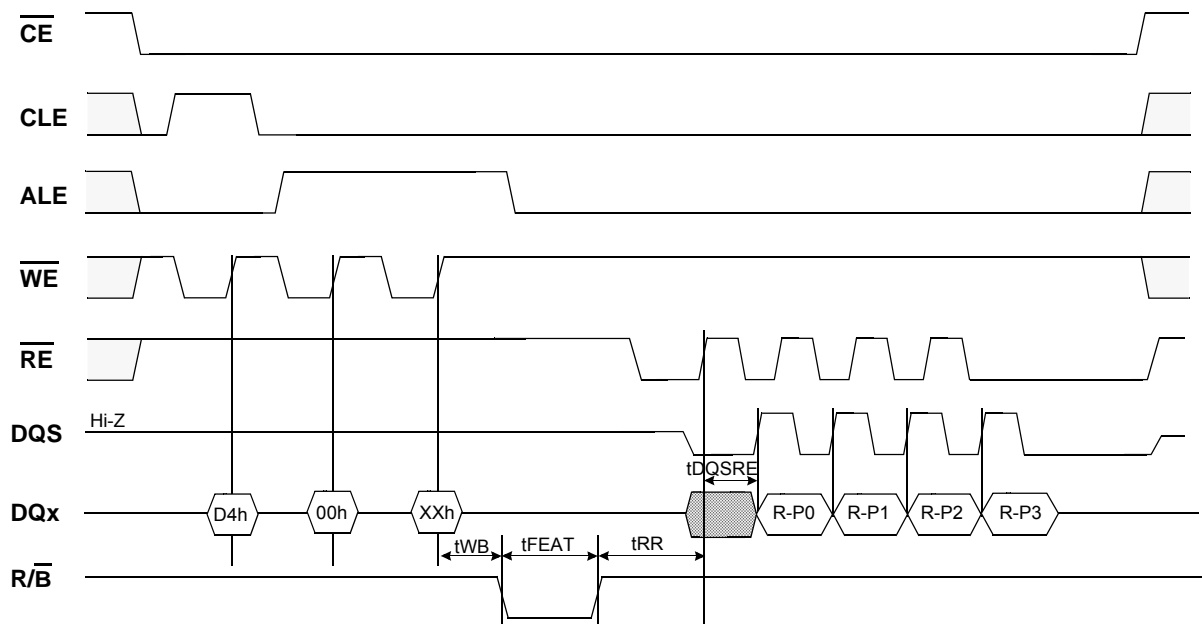 CE
CLE
ALE
WE
RE
DQS Hi-Z
tDQSRE
DQx D4h 00h XXh R-P0 R-P1 R-P2 R-P3
tWB tFEAT tRR
R/B